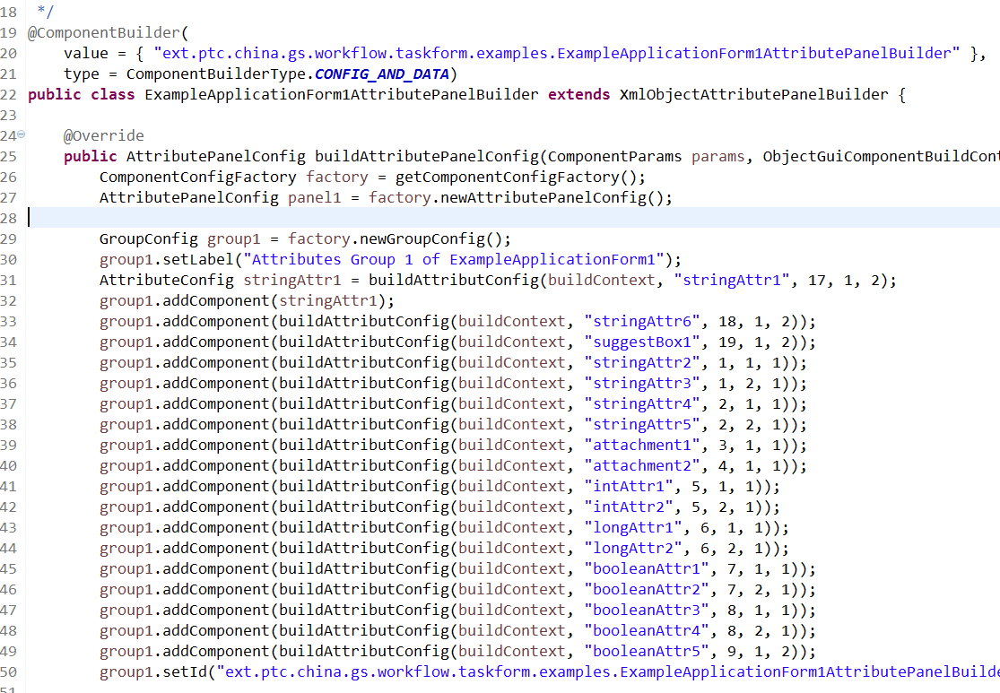 18 */
19 @ComponentBuilder(
20 value = { "ext.ptc.china.gs.workflow.taskform.examples.ExampleApplicationForm1AttributePanelBuilder" },
21 type = ComponentBuilderType.CONFIG_AND_DATA)
22 public class ExampleApplicationForm1AttributePanelBuilder extends XmlObjectAttributePanelBuilder {
23
24 @Override
25 public AttributePanelConfig buildAttributePanelConfig(ComponentParams params, ObjectGuiComponentBuildCont
26 ComponentConfigFactory factory = getComponentConfigFactory();
27 AttributePanelConfig panel1 = factory.newAttributePanelConfig();
28
29 GroupConfig group1 = factory.newGroupConfig();
30 group1.setLabel("Attributes Group 1 of ExampleApplicationForm1");
31 AttributeConfig stringAttr1 = buildAttributConfig(buildContext, "stringAttr1", 17, 1, 2);
32 group1.addComponent(stringAttr1);
33 group1.addComponent(buildAttributConfig(buildContext, "stringAttr6", 18, 1, 2));
34 group1.addComponent(buildAttributConfig(buildContext, "suggestBox1", 19, 1, 2));
35 group1.addComponent(buildAttributConfig(buildContext, "stringAttr2", 1, 1, 1));
36 group1.addComponent(buildAttributConfig(buildContext, "stringAttr3", 1, 2, 1));
37 group1.addComponent(buildAttributConfig(buildContext, "stringAttr4", 2, 1, 1));
38 group1.addComponent(buildAttributConfig(buildContext, "stringAttr5", 2, 2, 1));
39 group1.addComponent(buildAttributConfig(buildContext, "attachment1", 3, 1, 1));
40 group1.addComponent(buildAttributConfig(buildContext, "attachment2", 4, 1, 1));
41 group1.addComponent(buildAttributConfig(buildContext, "intAttr1", 5, 1, 1));
42 group1.addComponent(buildAttributConfig(buildContext, "intAttr2", 5, 2, 1));
43 group1.addComponent(buildAttributConfig(buildContext, "longAttr1", 6, 1, 1));
44 group1.addComponent(buildAttributConfig(buildContext, "longAttr2", 6, 2, 1));
45 group1.addComponent(buildAttributConfig(buildContext, "booleanAttr1", 7, 1, 1));
46 group1.addComponent(buildAttributConfig(buildContext, "booleanAttr2", 7, 2, 1));
47 group1.addComponent(buildAttributConfig(buildContext, "booleanAttr3", 8, 1, 1));
48 group1.addComponent(buildAttributConfig(buildContext, "booleanAttr4", 8, 2, 1));
49 group1.addComponent(buildAttributConfig(buildContext, "booleanAttr5", 9, 1, 2));
50 group1.setId("ext.ptc.china.gs.workflow.taskform.examples.ExampleApplicationForm1AttributePanelBuilde
51